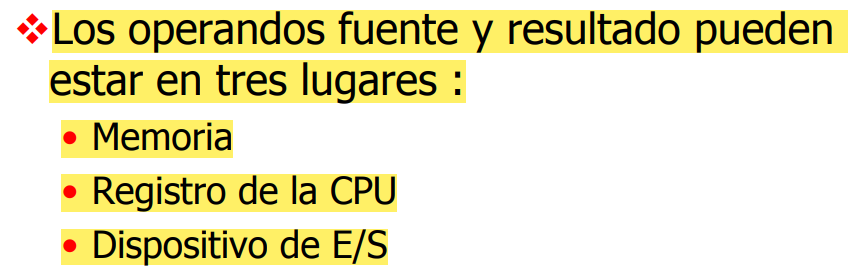 ❖Los operandos fuente y resultado pueden
estar en tres lugares :
• Memoria
• Registro de la CPU
• Dispositivo de E/S